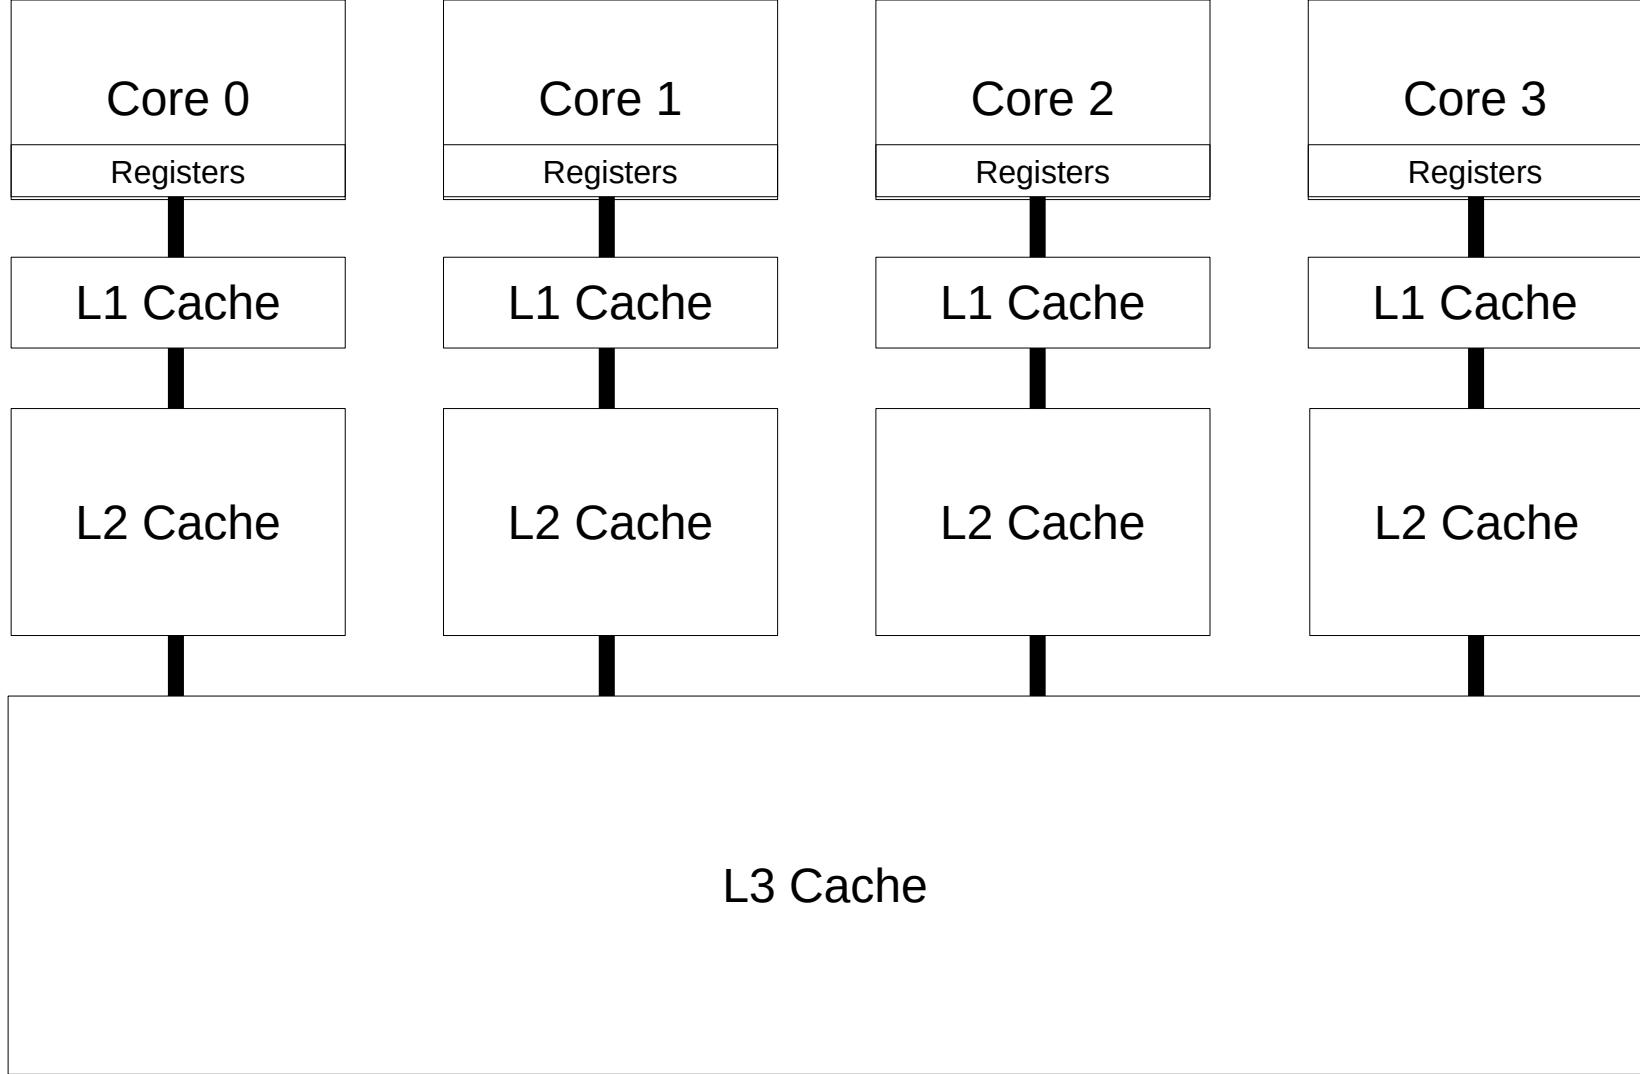 Core 0
Core 1
Core 2
Core 3
Registers
Registers
Registers
Registers
L1 Cache
L1 Cache
L1 Cache
L1 Cache
L2 Cache
L2 Cache
L2 Cache
L2 Cache
L3 Cache